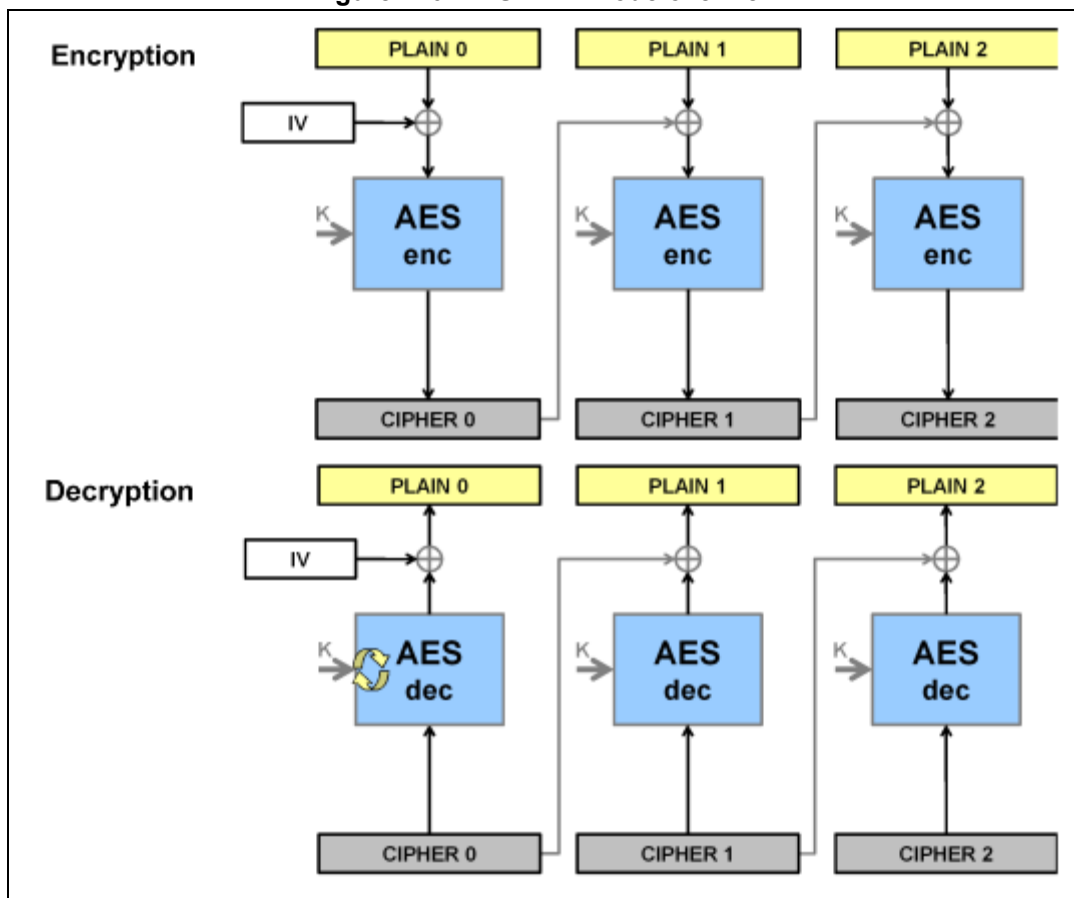 Encryption
PLAIN 0
PLAIN 1
PLAIN 2
IV
K
AES
enc
K
AES
enc
K
AES
enc
CIPHER 0
CIPHER 1
CIPHER 2
Decryption
PLAIN 0
PLAIN 1
PLAIN 2
IV
K
AES
dec
K
AES
dec
K
AES
dec
CIPHER 0
CIPHER 1
CIPHER 2